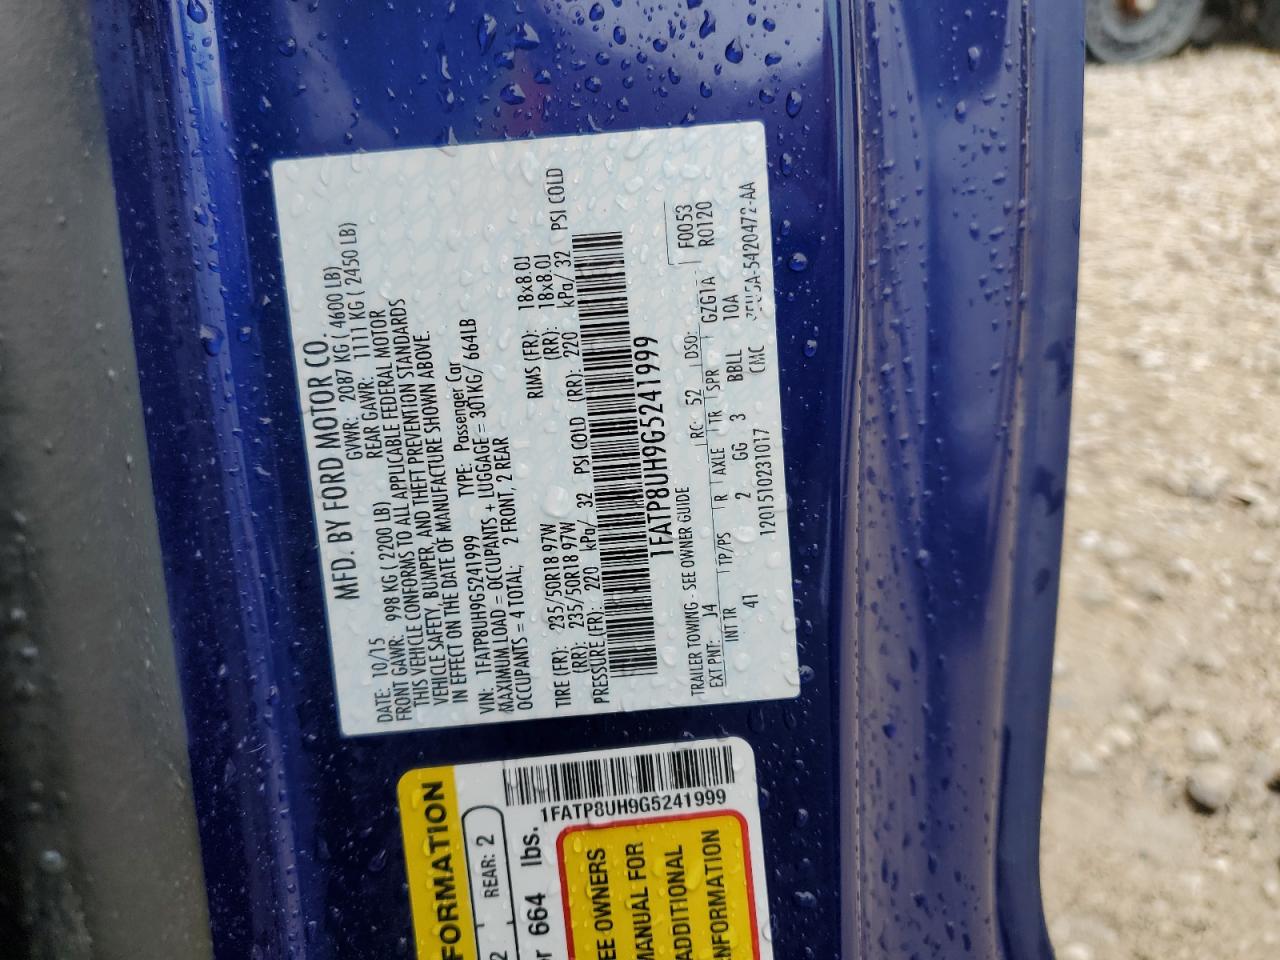 MFD. BY FORD MOTOR CO.
DATE: 10/15 GVWR: 2087 KG ( 4600 LB)
FRONT GAWR: 998 KG ( 2200 LB) REAR GAWR: 1111 KG ( 2450 LB)
THIS VEHICLE CONFORMS TO ALL APPLICABLE FEDERAL MOTOR
VEHICLE SAFETY, BUMPER, AND THEFT PREVENTION STANDARDS
IN EFFECT ON THE DATE OF MANUFACTURE SHOWN ABOVE.
VIN: 1FATP8UH9G5241999 TYPE: Passenger Car
MAXIMUM LOAD = OCCUPANTS + LUGGAGE = 301KG/ 664LB
OCCUPANTS = 4 TOTAL; 2 FRONT, 2 REAR
TIRE (FR): 235/50R18 97W RIMS (FR): 18x8.0J
(RR): 235/50R18 97W (RR): 18x8.0J
PRESSURE (FR): 220 kPa/ 32 PSI COLD (RR): 220 kPa/ 32 PSI COLD
1FATP8UH9G5241999
TRAILER TOWING - SEE OWNER GUIDE F0053
EXT PNT: J4 RC: 52 DSO: R0120
INT TR TP/PS R AXLE TR SPR GZG1A
41 2 GG 3 BBLL 10A
1201510231017 CMC 5420472-AA
FORMATION
2 REAR: 2
or 664 lbs.
1FATP8UH9G5241999
EE OWNERS
MANUAL FOR
ADDITIONAL
NFORMATION